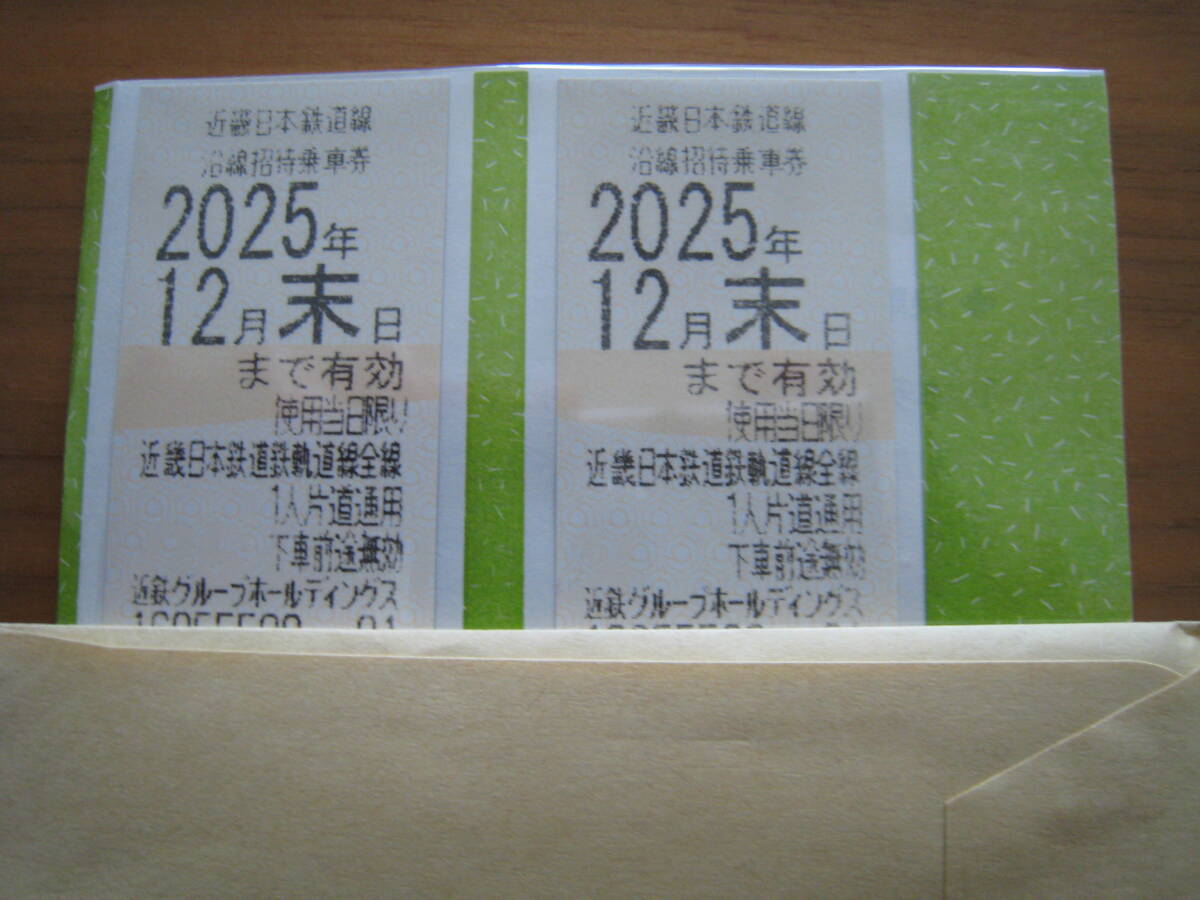 近畿日本鉄道線
沿線招待乗車券
2025年
12月末日
まで有効
使用当日限り
近畿日本鉄道鉄軌道線全線
1人片道通用
下車前途無効
近鉄グループホールディングス
近畿日本鉄道線
沿線招待乗車券
2025年
12月末日
まで有効
使用当日限り
近畿日本鉄道鉄軌道線全線
1人片道通用
下車前途無効
近鉄グループホールディングス